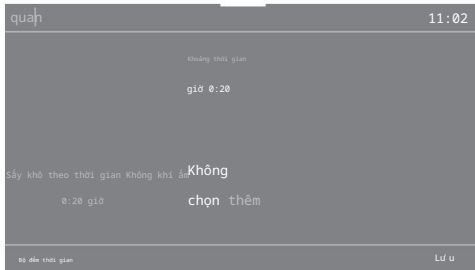 quan
11:02
Khoảng thời gian
giờ 0:20
Sấy khô theo thời gian Không khí ấm
Không
0:20 giờ
chọn thêm
Bộ đếm thời gian
Lưu